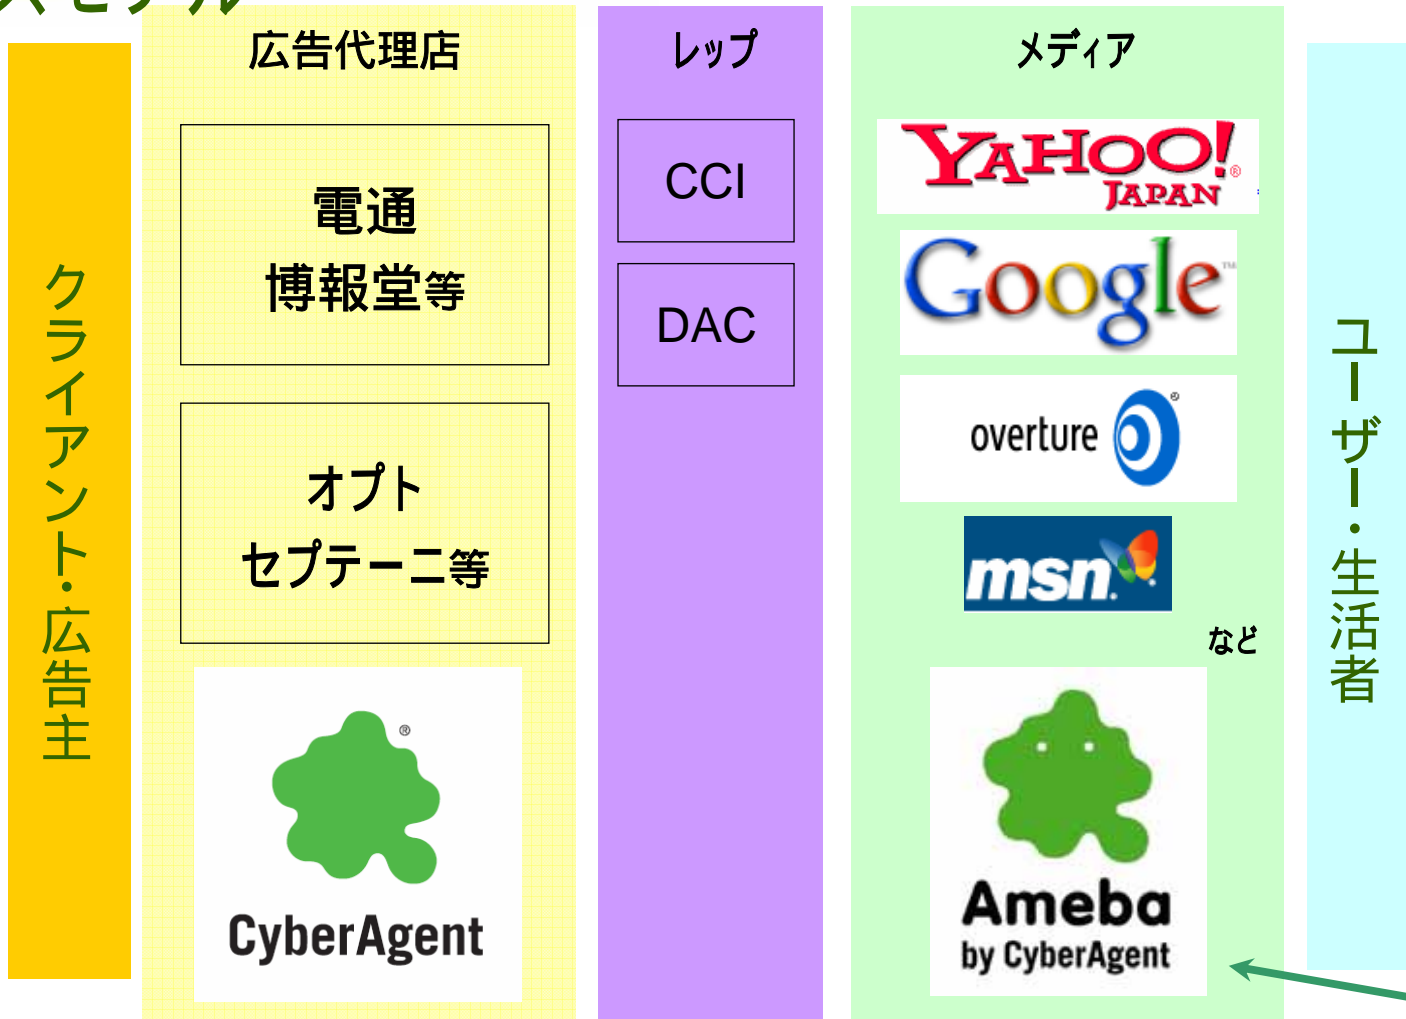 クライアント・広告主
広告代理店
電通
博報堂等
オプト
セプテーニ等
®
CyberAgent
レップ
CCI
DAC
メディア
YAHOO!®
JAPAN
Google™
overture ®
msn.
など
Ameba
by CyberAgent
ユーザー・生活者